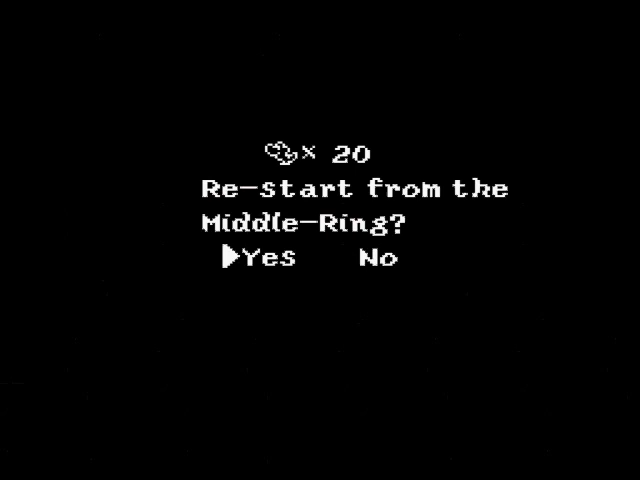 × 20
Re-start from the
Middle-Ring?
Yes No